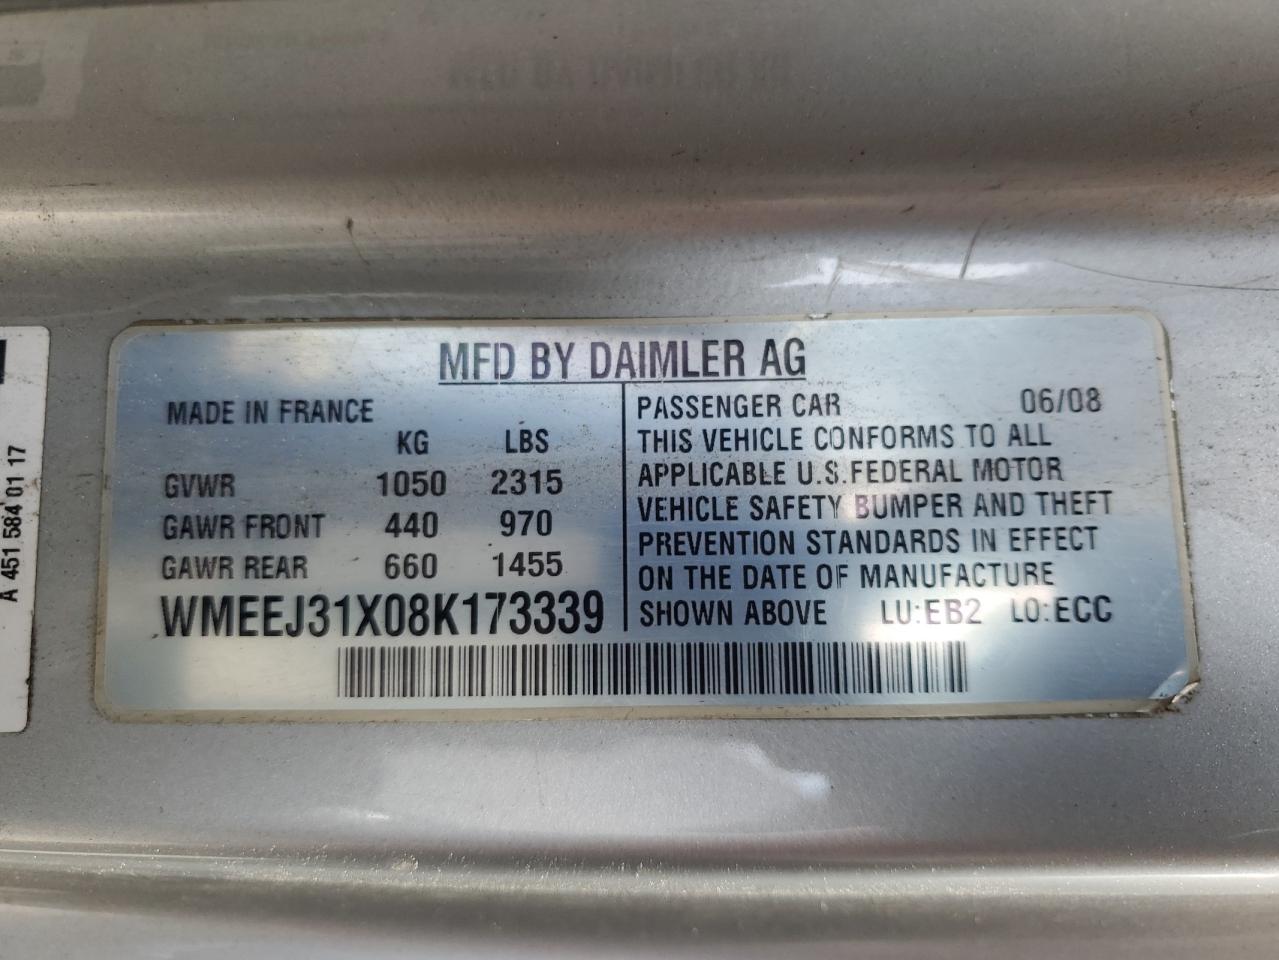 MFD BY DAIMLER AG
MADE IN FRANCE
KG LBS
GVWR 1050 2315
GAWR FRONT 440 970
GAWR REAR 660 1455
WMEEJ31X08K173339
PASSENGER CAR 06/08
THIS VEHICLE CONFORMS TO ALL
APPLICABLE U.S.FEDERAL MOTOR
VEHICLE SAFETY BUMPER AND THEFT
PREVENTION STANDARDS IN EFFECT
ON THE DATE OF MANUFACTURE
SHOWN ABOVE LU:EB2 LO:ECC
A 451 584 01 17